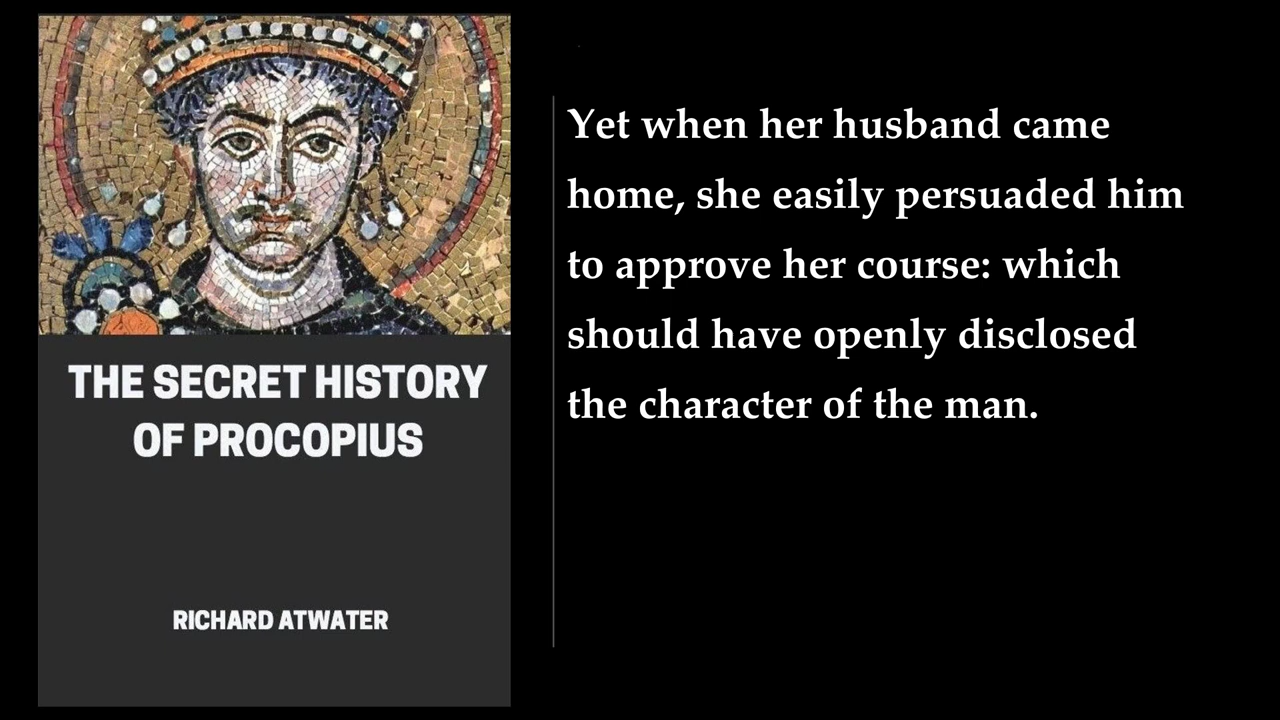 THE SECRET HISTORY
OF PROCOPIUS
RICHARD ATWATER
Yet when her husband came
home, she easily persuaded him
to approve her course: which
should have openly disclosed
the character of the man.